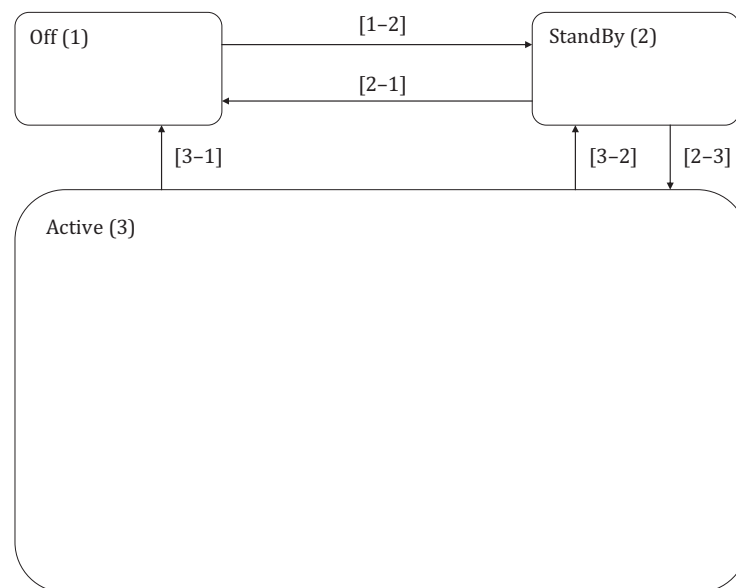 Off (1)
[1–2]
StandBy (2)
[2–1]
[3–1]
[3–2]
[2–3]
Active (3)